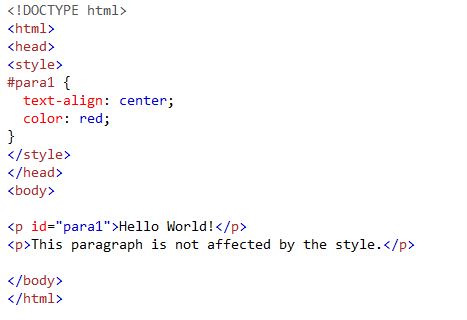 <!DOCTYPE html>
<html>
<head>
<style>
#para1 {
  text-align: center;
  color: red;
}
</style>
</head>
<body>

<p id="para1">Hello World!</p>
<p>This paragraph is not affected by the style.</p>

</body>
</html>